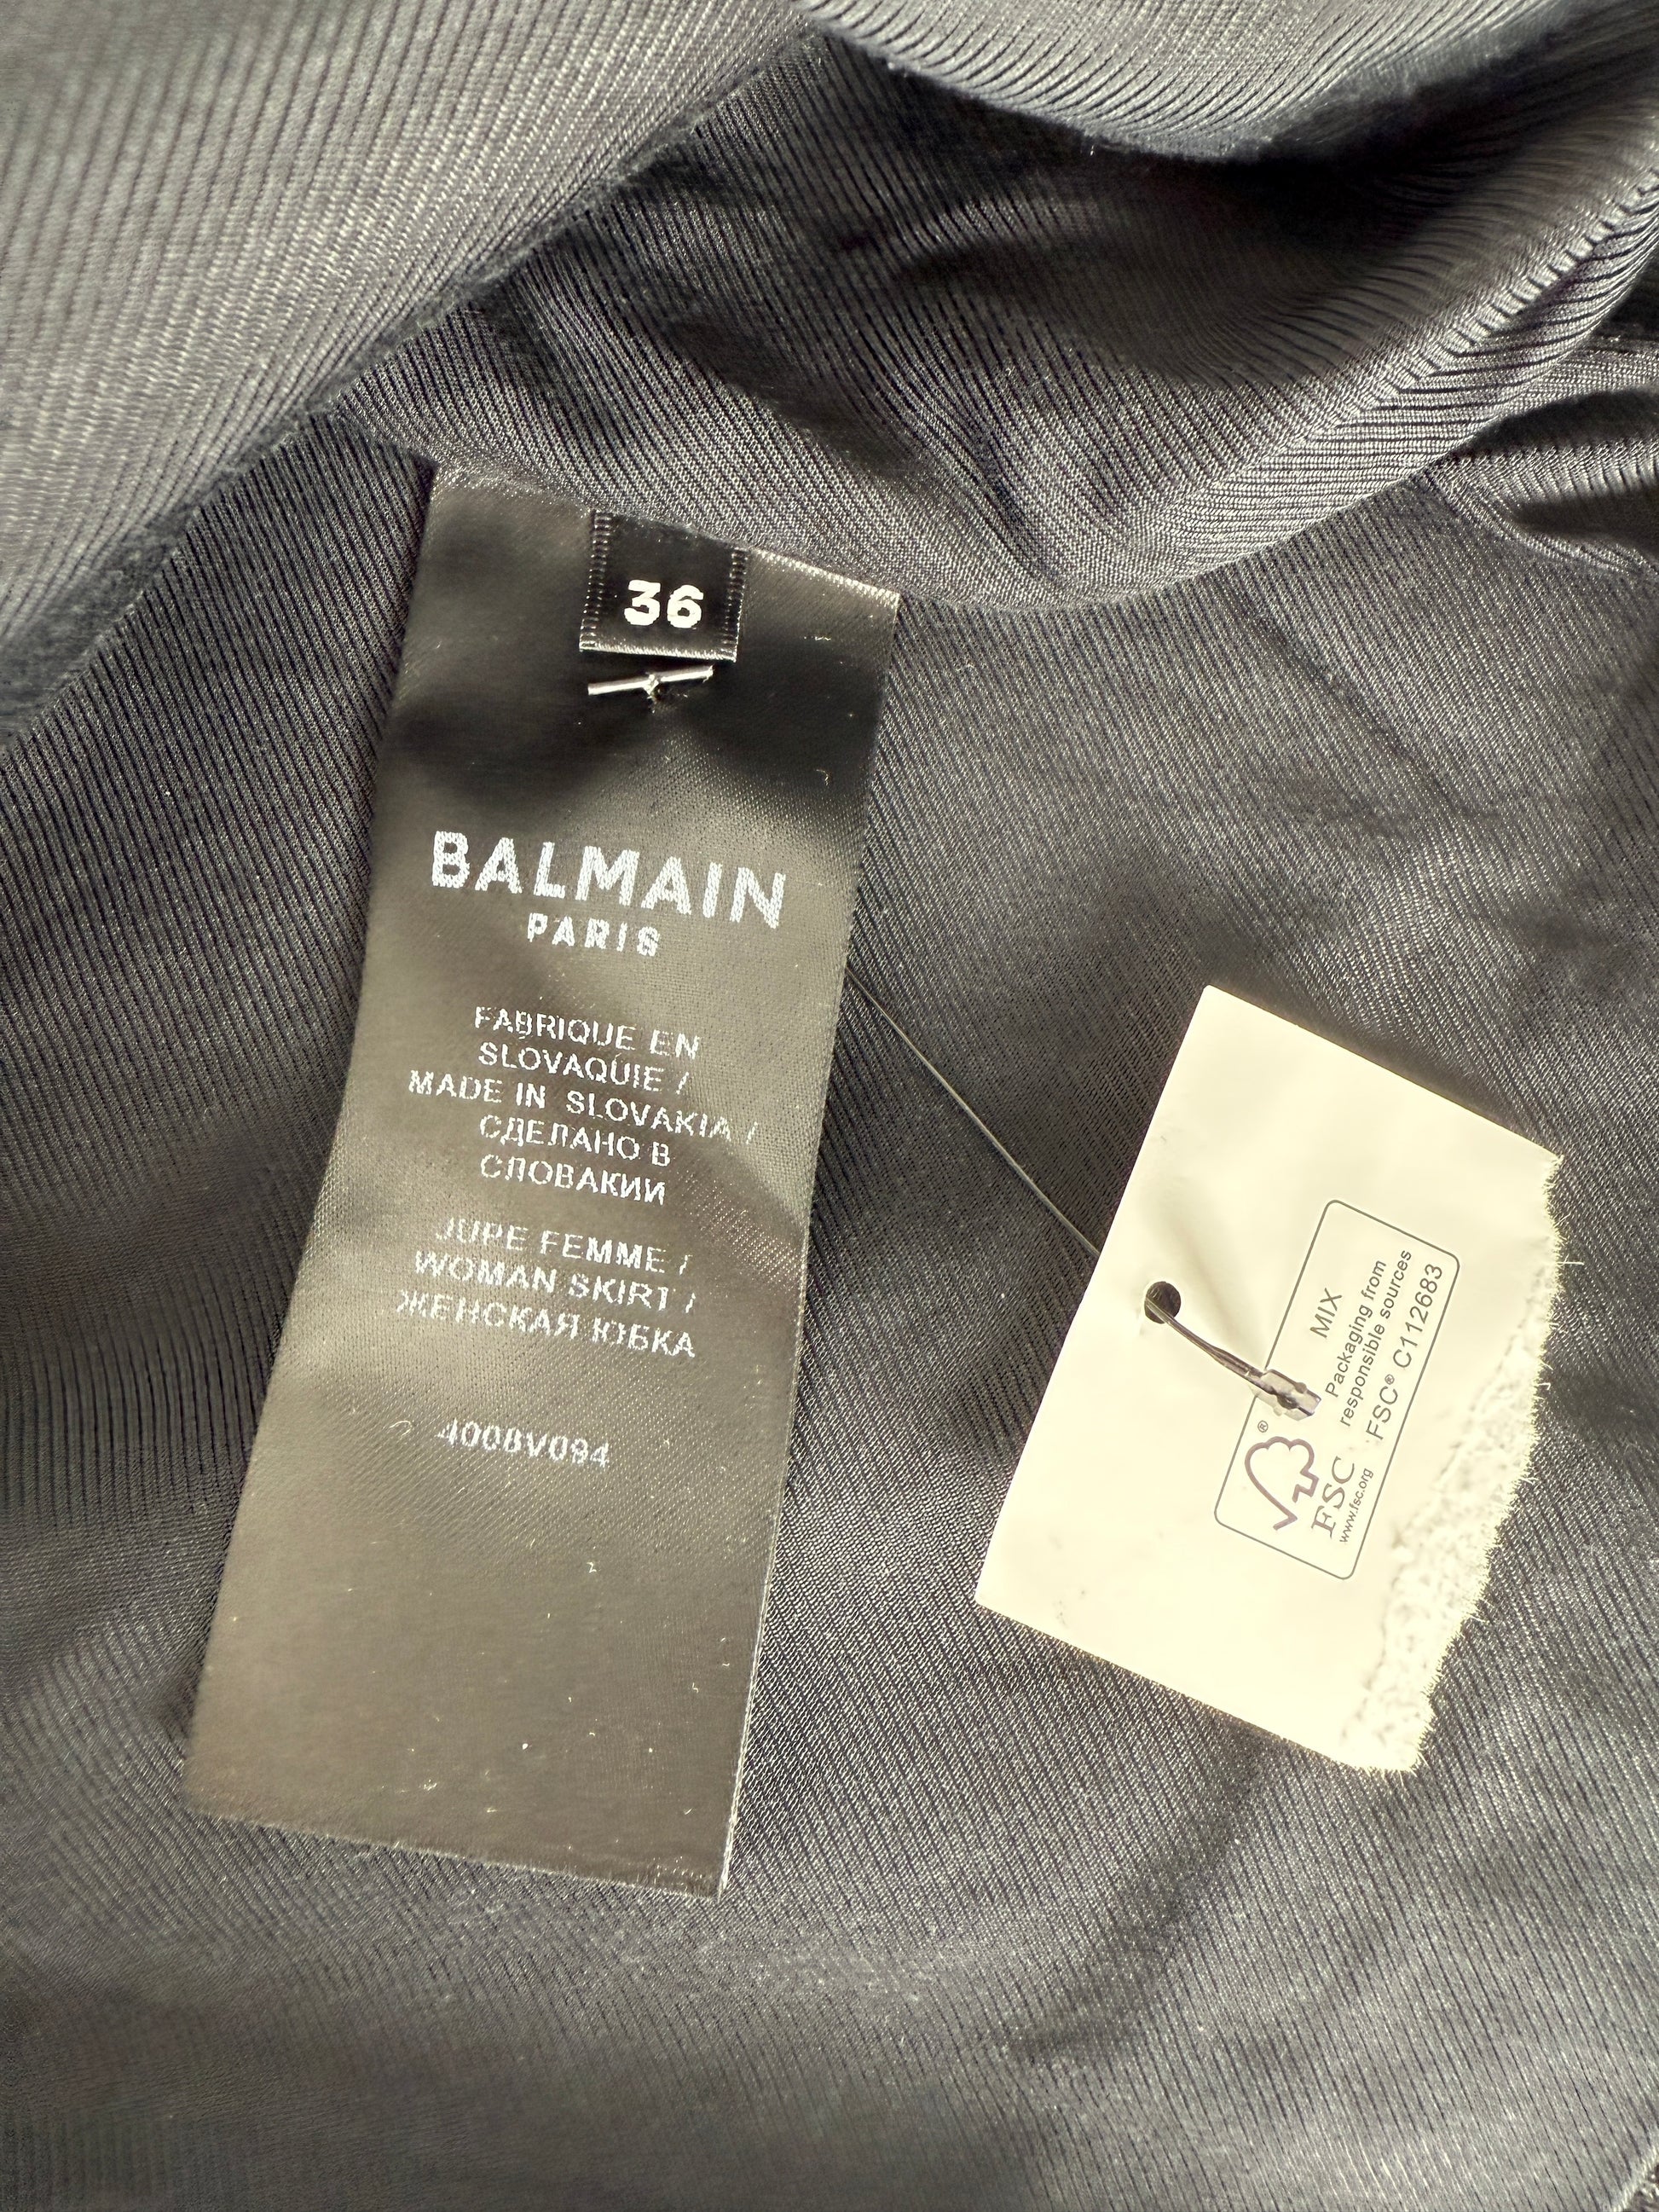 36
BALMAIN
PARIS
FABRIQUE EN
SLOVAQUIE /
MADE IN SLOVAKIA /
СДЕЛАНО В
СЛОВАКИИ
JUPE FEMME /
WOMAN SKIRT /
ЖЕНСКАЯ ЮБКА
4008V094
MIX
Packaging from
responsible sources
FSC® C112683
®
FSC
www.fsc.org